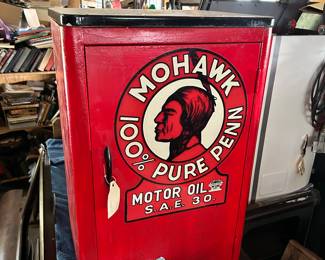 MOHAWK
100% PURE PENN
MOTOR OIL
S.A.E. 30.